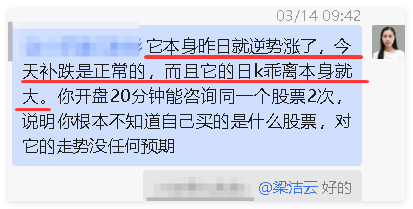 03/14 09:42
它本身昨日就逆势涨了，今
天补跌是正常的，而且它的日k乖离本身就
大。你开盘20分钟能咨询同一个股票2次，
说明你根本不知道自己买的是什么股票，对
它的走势没任何预期
@梁洁云 好的